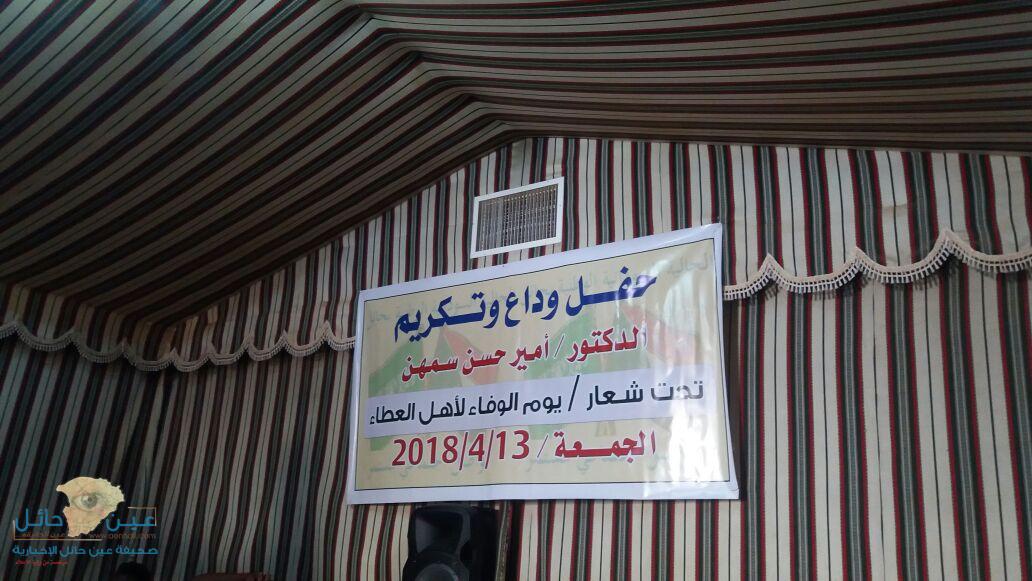 حفل وداع وتكريم
الدكتور / أمير حسن سمهن
تحت شعار / يوم الوفاء لأهل العطاء
الجمعة / 2018/4/13
عين حائل
صحيفة عين حائل الإخبارية